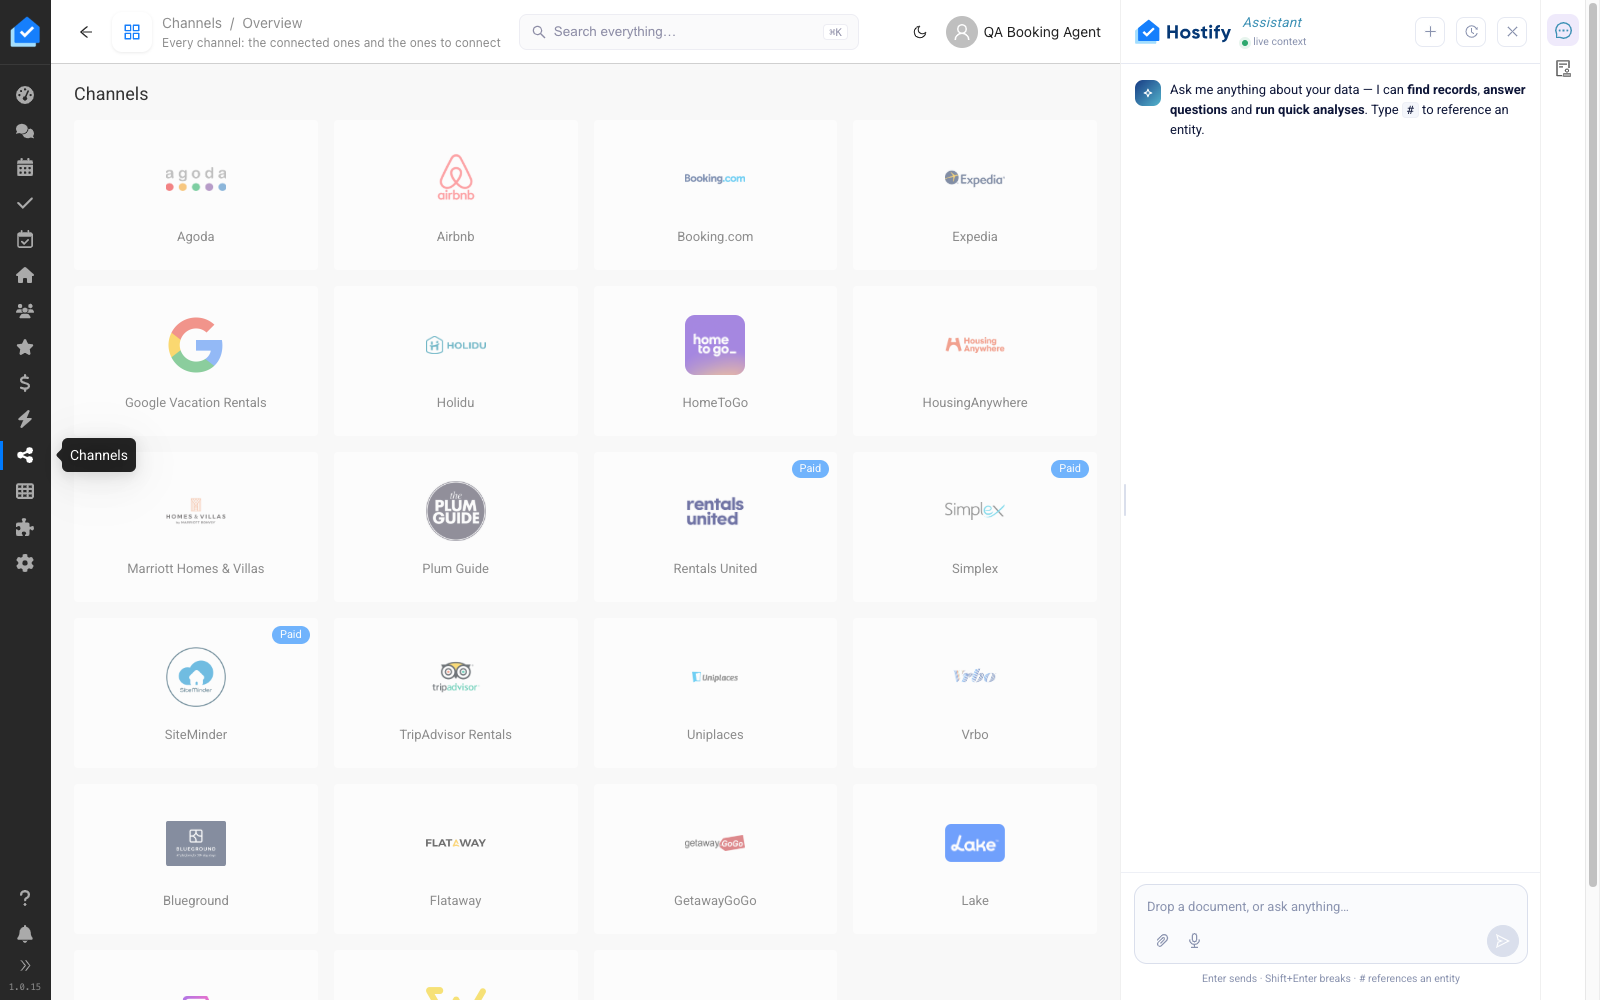 Channels / Overview
Every channel: the connected ones and the ones to connect
Search everything…
⌘K
QA Booking Agent
Hostify
Assistant
live context
Channels
Ask me anything about your data — I can find records, answer
questions and run quick analyses. Type # to reference an
entity.
agoda
Agoda
airbnb
Airbnb
Booking.com
Booking.com
Expedia
Expedia
Google Vacation Rentals
HOLIDU
Holidu
home
to go_
HomeToGo
Housing
Anywhere
HousingAnywhere
Channels
HOMES & VILLAS
Marriott Homes & Villas
the
PLUM
GUIDE
Plum Guide
Paid
rentals
united
Rentals United
Paid
Simplex
Simplex
Paid
SiteMinder
SiteMinder
tripadvisor
TripAdvisor Rentals
Uniplaces
Uniplaces
Vrbo
Vrbo
BLUEGROUND
Blueground
FLATAWAY
Flataway
getaway GoGo
GetawayGoGo
Lake
Lake
1.0.15
Drop a document, or ask anything…
Enter sends · Shift+Enter breaks · # references an entity